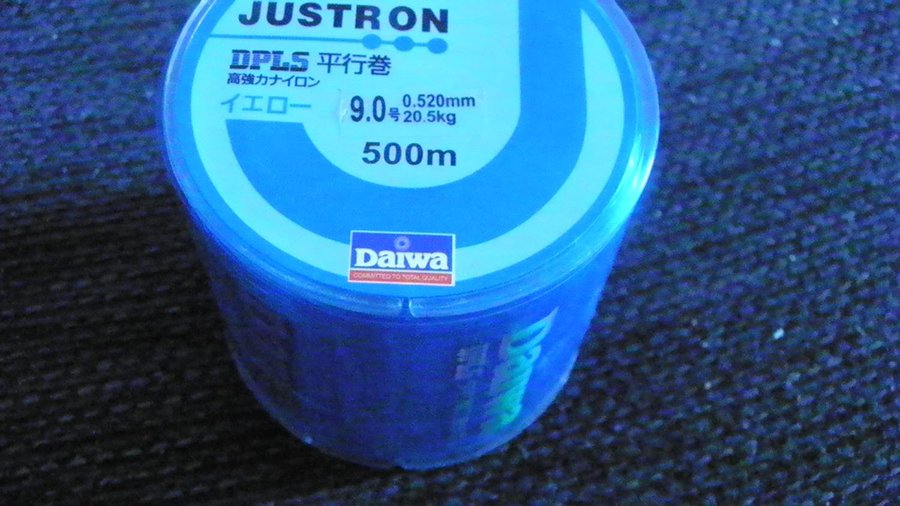 JUSTRON
DPLS 平行巻
高強力ナイロン
イエロー
9.0号 0.520mm
20.5kg
500m
Daiwa
COMMITTED TO TOTAL QUALITY